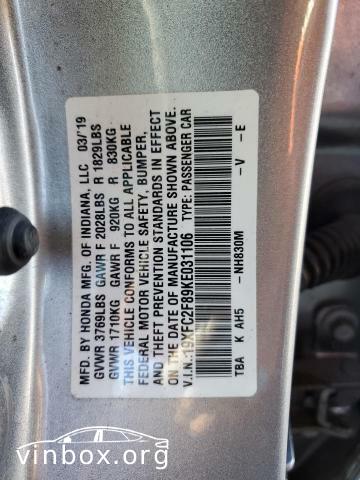 MFD. BY HONDA MFG. OF INDIANA, LLC 03/'19
GVWR 3769LBS GAWR F 2028LBS R 1829LBS
GVWR 1710KG GAWR F 920KG R 830KG
THIS VEHICLE CONFORMS TO ALL APPLICABLE
FEDERAL MOTOR VEHICLE SAFETY, BUMPER,
AND THEFT PREVENTION STANDARDS IN EFFECT
ON THE DATE OF MANUFACTURE SHOWN ABOVE.
V.I.N.: 19XFC2F89KE031106 TYPE: PASSENGER CAR
NH830M
TBA K AH5 V E
vinbox.org